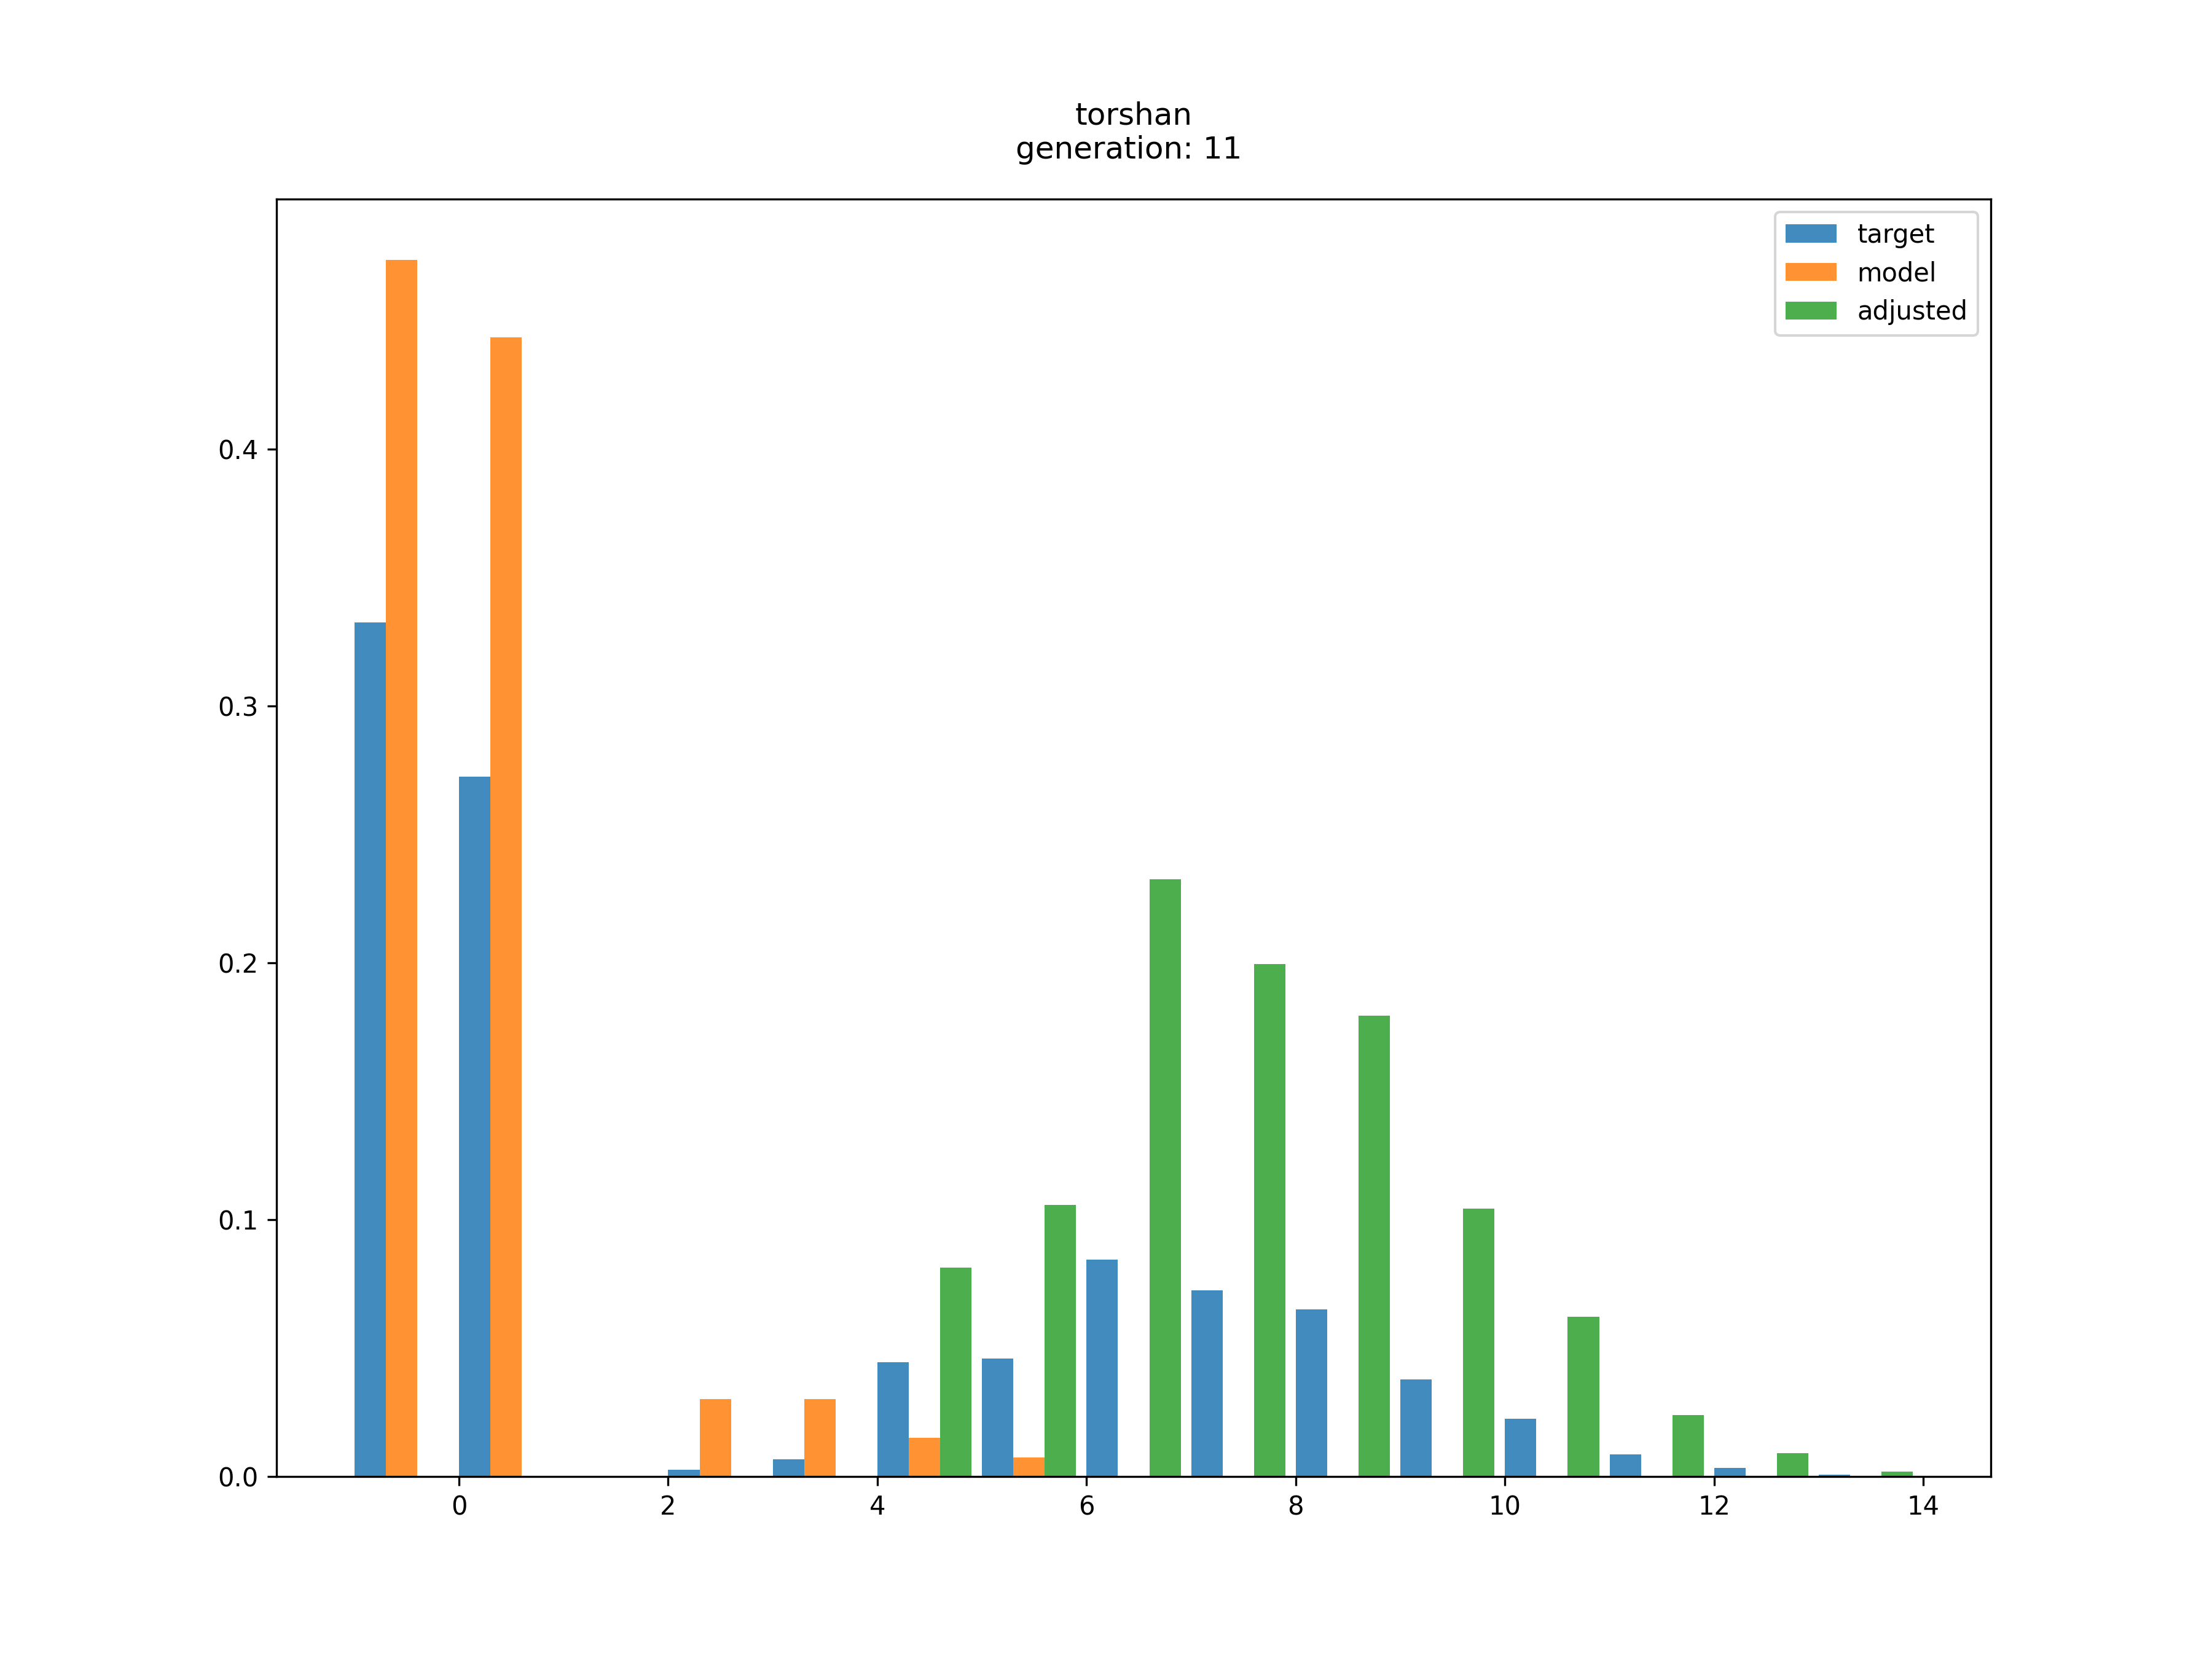 torshan
generation: 11
target
model
adjusted
0.4
0.3
0.2
0.1
0.0
0 2 4 6 8 10 12 14